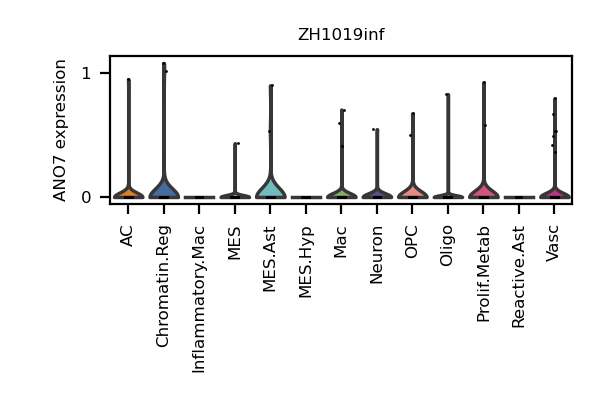 ZH1019inf
ANO7 expression
1
0
AC
Chromatin.Reg
Inflammatory.Mac
MES
MES.Ast
MES.Hyp
Mac
Neuron
OPC
Oligo
Prolif.Metab
Reactive.Ast
Vasc